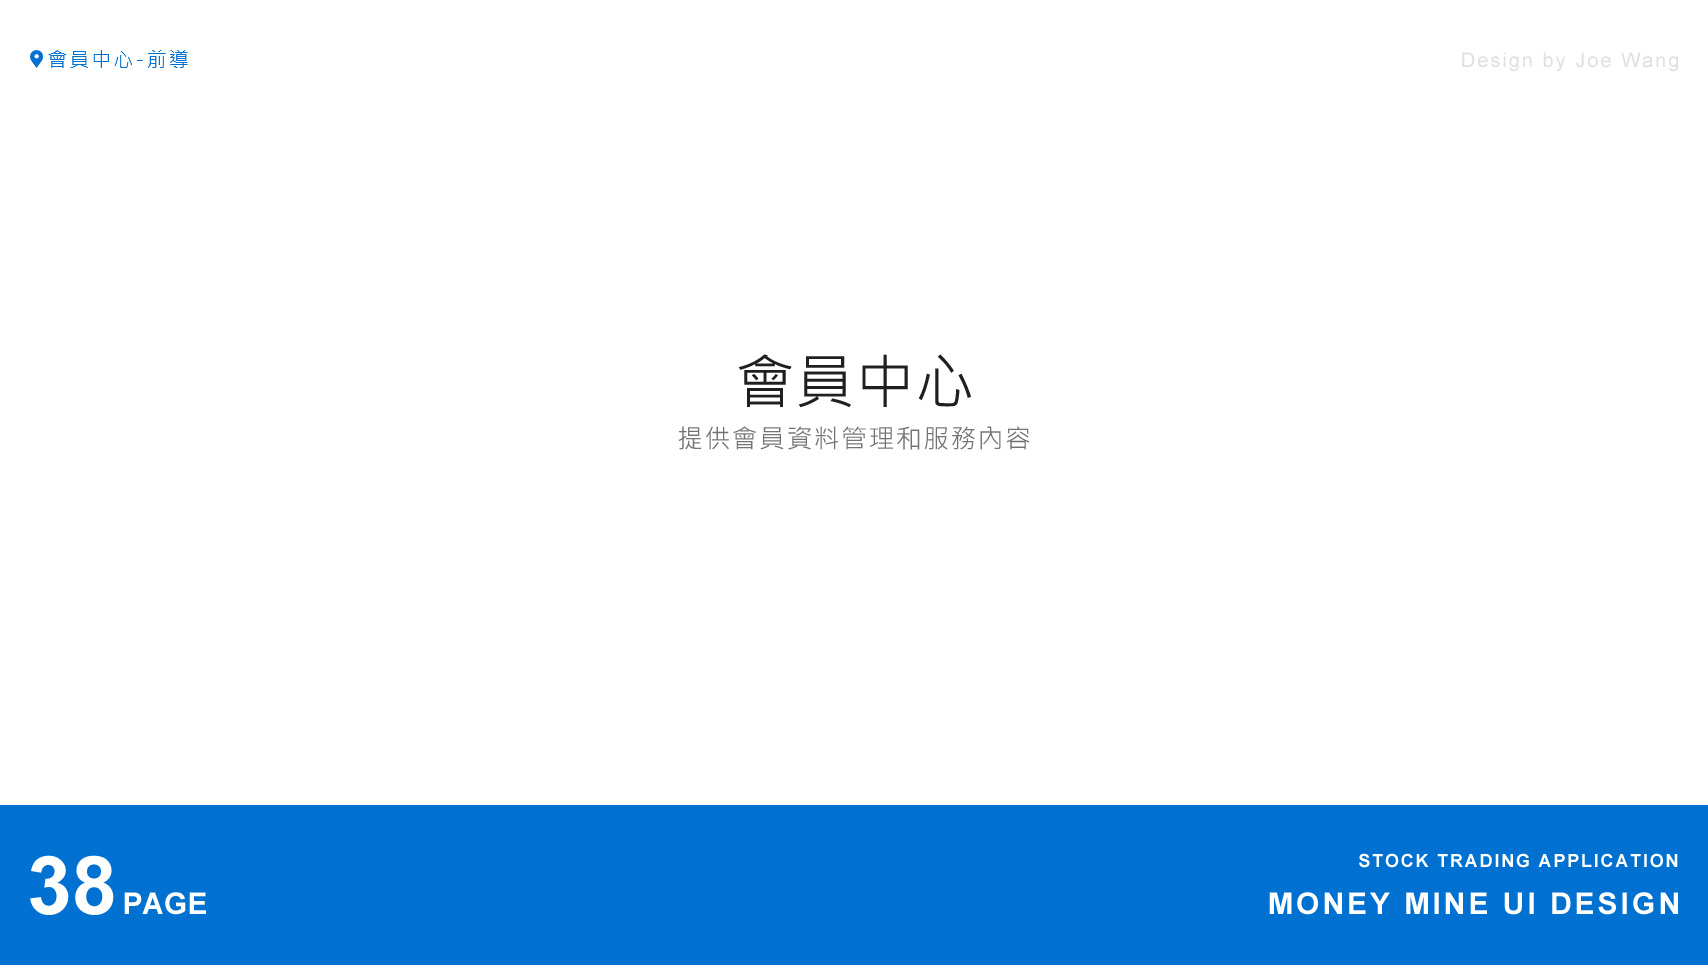 會員中心-前導
Design by Joe Wang
會員中心
提供會員資料管理和服務內容
38 PAGE
STOCK TRADING APPLICATION
MONEY MINE UI DESIGN